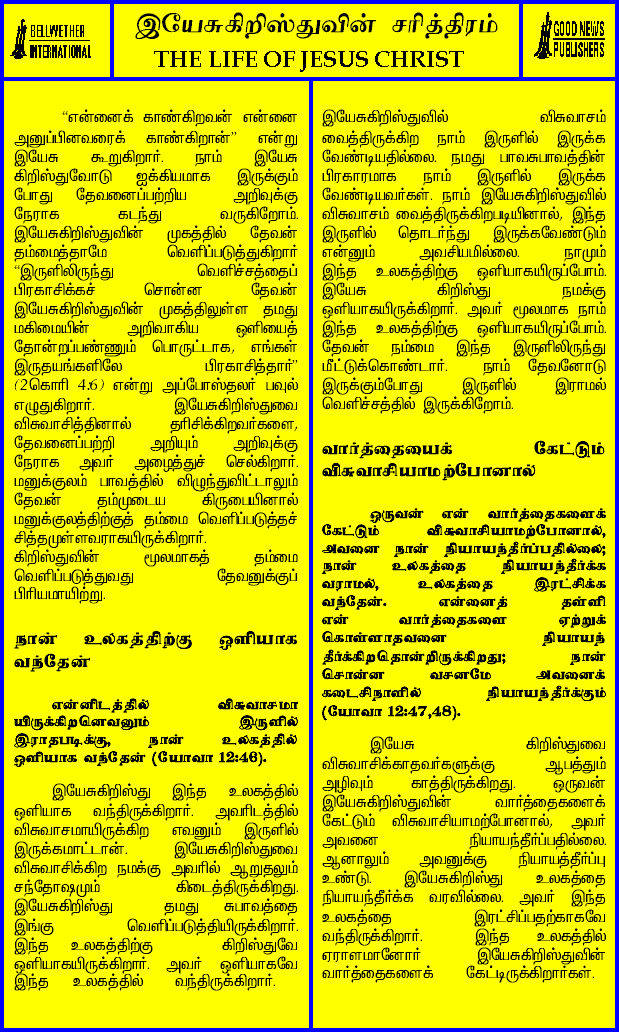 BELLWETHER
INTERNATIONAL
இயேசுகிறிஸ்துவின் சரித்திரம்
THE LIFE OF JESUS CHRIST
GOOD NEWS
PUBLISHERS
“என்னைக் காண்கிறவன் என்னை
அனுப்பினவரைக் காண்கிறான்” என்று
இயேசு கூறுகிறார். நாம் இயேசு
கிறிஸ்துவோடு ஐக்கியமாக இருக்கும்
போது தேவனைப்பற்றிய அறிவுக்கு
நேராக கடந்து வருகிறோம்.
இயேசுகிறிஸ்துவின் முகத்தில் தேவன்
தம்மைத்தாமே வெளிப்படுத்துகிறார்
“இருளிலிருந்து வெளிச்சத்தைப்
பிரகாசிக்கச் சொன்ன தேவன்
இயேசுகிறிஸ்துவின் முகத்திலுள்ள தமது
மகிமையின் அறிவாகிய ஒளியைத்
தோன்றப்பண்ணும் பொருட்டாக, எங்கள்
இருதயங்களிலே பிரகாசித்தார்”
(2கொரி 4:6) என்று அப்போஸ்தலர் பவுல்
எழுதுகிறார். இயேசுகிறிஸ்துவை
விசுவாசித்தினால் தரிசிக்கிறவர்களை,
தேவனைப்பற்றி அறியும் அறிவுக்கு
நேராக அவர் அழைத்துச் செல்கிறார்.
மனுக்குலம் பாவத்தில் விழுந்துவிட்டாலும்
தேவன் தம்முடைய கிருபையினால்
மனுக்குலத்திற்குத் தம்மை வெளிப்படுத்தச்
சித்தமுள்ளவராகயிருக்கிறார்.
கிறிஸ்துவின் மூலமாகத் தம்மை
வெளிப்படுத்துவது தேவனுக்குப்
பிரியமாயிற்று.
நான் உலகத்திற்கு ஒளியாக
வந்தேன்
என்னிடத்தில் விசுவாசமா
யிருக்கிறனெவனும் இருளில்
இராதபடிக்கு, நான் உலகத்தில்
ஒளியாக வந்தேன் (யோவா 12:46).
இயேசுகிறிஸ்து இந்த உலகத்தில்
ஒளியாக வந்திருக்கிறார். அவரிடத்தில்
விசுவாசமாயிருக்கிற எவனும் இருளில்
இருக்கமாட்டான். இயேசுகிறிஸ்துவை
விசுவாசிக்கிற நமக்கு அவரில் ஆறுதலும்
சந்தோஷமும் கிடைத்திருக்கிறது.
இயேசுகிறிஸ்து தமது சுபாவத்தை
இங்கு வெளிப்படுத்தியிருக்கிறார்.
இந்த உலகத்திற்கு கிறிஸ்துவே
ஒளியாகயிருக்கிறார். அவர் ஒளியாகவே
இந்த உலகத்தில் வந்திருக்கிறார்.
இயேசுகிறிஸ்துவில் விசுவாசம்
வைத்திருக்கிற நாம் இருளில் இருக்க
வேண்டியதில்லை. நமது பாவசுபாவத்தின்
பிரகாரமாக நாம் இருளில் இருக்க
வேண்டியவர்கள். நாம் இயேசுகிறிஸ்துவில்
விசுவாசம் வைத்திருக்கிறபடியினால், இந்த
இருளில் தொடர்ந்து இருக்கவேண்டும்
என்னும் அவசியமில்லை. நாமும்
இந்த உலகத்திற்கு ஒளியாகயிருப்போம்.
இயேசு கிறிஸ்து நமக்கு
ஒளியாகயிருக்கிறார். அவர் மூலமாக நாம்
இந்த உலகத்திற்கு ஒளியாகயிருப்போம்.
தேவன் நம்மை இந்த இருளிலிருந்து
மீட்டுக்கொண்டார். நாம் தேவனோடு
இருக்கும்போது இருளில் இராமல்
வெளிச்சத்தில் இருக்கிறோம்.
வார்த்தையைக் கேட்டும்
விசுவாசியாமற்போனால்
ஒருவன் என் வார்த்தைகளைக்
கேட்டும் விசுவாசியாமற்போனால்,
அவனை நான் நியாயந்தீர்ப்பதில்லை;
நான் உலகத்தை நியாயந்தீர்க்க
வராமல், உலகத்தை இரட்சிக்க
வந்தேன். என்னைத் தள்ளி
என் வார்த்தைகளை ஏற்றுக்
கொள்ளாதவனை நியாயந்
தீர்க்கிறதொன்றிருக்கிறது; நான்
சொன்ன வசனமே அவனைக்
கடைசிநாளில் நியாயந்தீர்க்கும்
(யோவா 12:47,48).
இயேசு கிறிஸ்துவை
விசுவாசிக்காதவர்களுக்கு ஆபத்தும்
அழிவும் காத்திருக்கிறது. ஒருவன்
இயேசுகிறிஸ்துவின் வார்த்தைகளைக்
கேட்டும் விசுவாசியாமற்போனால், அவர்
அவனை நியாயந்தீர்ப்பதில்லை.
ஆனாலும் அவனுக்கு நியாயத்தீர்ப்பு
உண்டு. இயேசுகிறிஸ்து உலகத்தை
நியாயந்தீர்க்க வரவில்லை. அவர் இந்த
உலகத்தை இரட்சிப்பதற்காகவே
வந்திருக்கிறார். இந்த உலகத்தில்
ஏராளமானோர் இயேசுகிறிஸ்துவின்
வார்த்தைகளைக் கேட்டிருக்கிறார்கள்.